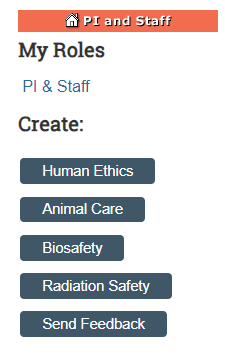 PI and Staff
My Roles
PI & Staff
Create:
Human Ethics
Animal Care
Biosafety
Radiation Safety
Send Feedback